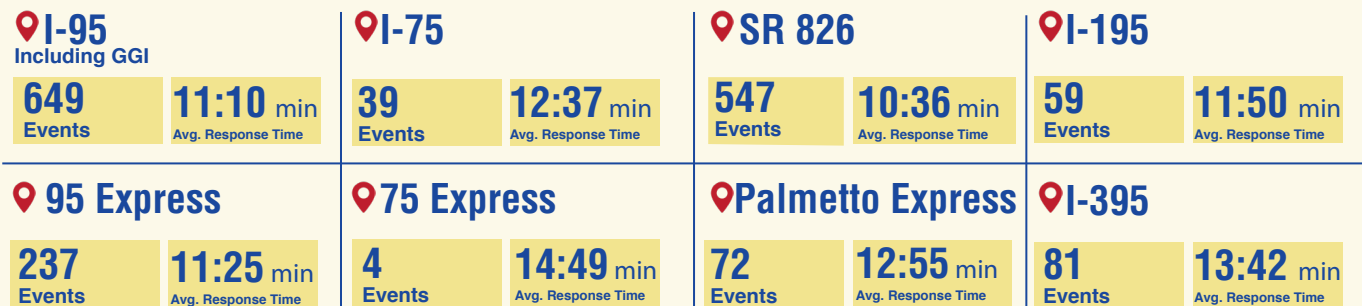 I-95
Including GGI
649
Events
11:10 min
Avg. Response Time
I-75
39
Events
12:37 min
Avg. Response Time
SR 826
547
Events
10:36 min
Avg. Response Time
I-195
59
Events
11:50 min
Avg. Response Time
95 Express
237
Events
11:25 min
Avg. Response Time
75 Express
4
Events
14:49 min
Avg. Response Time
Palmetto Express
72
Events
12:55 min
Avg. Response Time
I-395
81
Events
13:42 min
Avg. Response Time